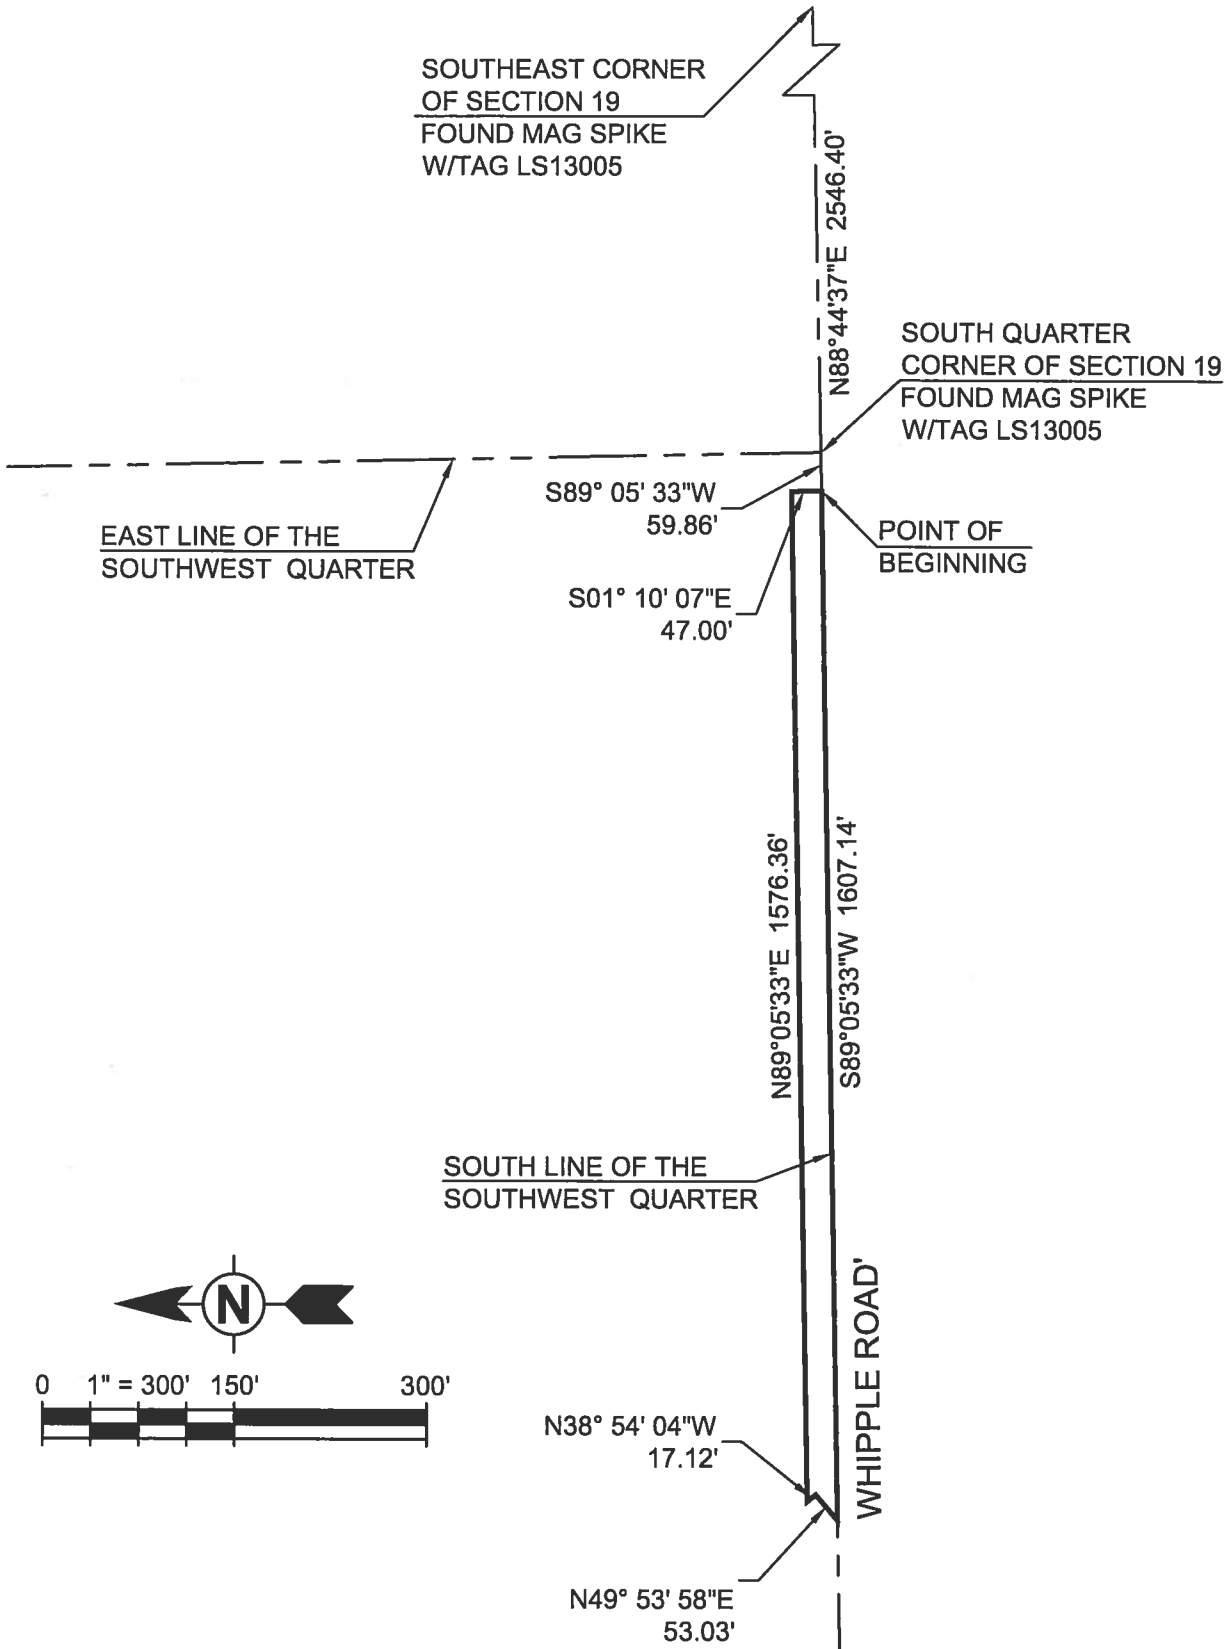 SOUTHEAST CORNER
OF SECTION 19
FOUND MAG SPIKE
W/TAG LS13005
N88°44'37"E 2546.40'
SOUTH QUARTER
CORNER OF SECTION 19
FOUND MAG SPIKE
W/TAG LS13005
S89° 05' 33"W
59.86'
EAST LINE OF THE
SOUTHWEST QUARTER
POINT OF
BEGINNING
S01° 10' 07"E
47.00'
N89°05'33"E 1576.36'
S89°05'33"W 1607.14'
SOUTH LINE OF THE
SOUTHWEST QUARTER
N
0 1" = 300' 150' 300'
WHIPPLE ROAD'
N38° 54' 04"W
17.12'
N49° 53' 58"E
53.03'